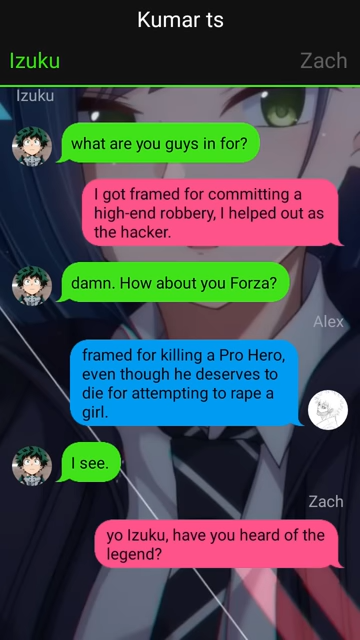 Kumar ts
Izuku
Zach
Izuku
what are you guys in for?
I got framed for committing a
high-end robbery, I helped out as
the hacker.
damn. How about you Forza?
Alex
framed for killing a Pro Hero,
even though he deserves to
die for attempting to rape a
girl.
I see.
Zach
yo Izuku, have you heard of the
legend?